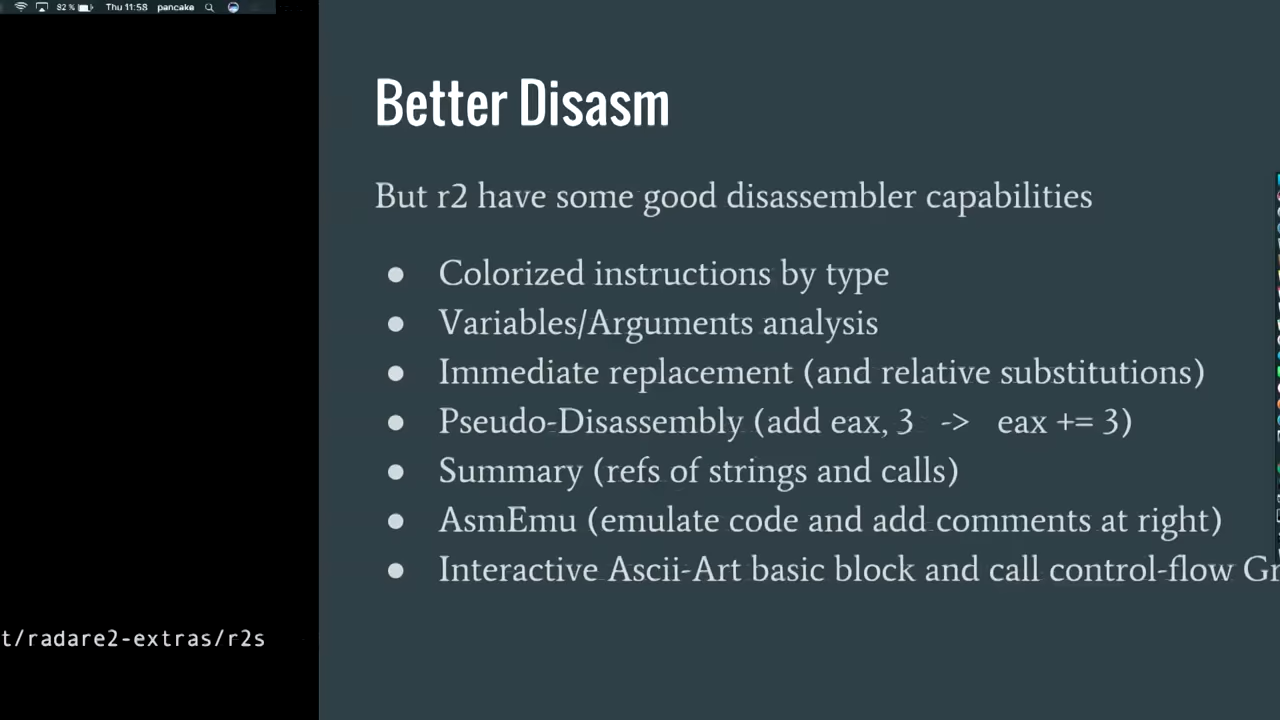 82% Thu 11:58 pancake
Better Disasm
But r2 have some good disassembler capabilities
● Colorized instructions by type
● Variables/Arguments analysis
● Immediate replacement (and relative substitutions)
● Pseudo-Disassembly (add eax, 3 -> eax += 3)
● Summary (refs of strings and calls)
● AsmEmu (emulate code and add comments at right)
● Interactive Ascii-Art basic block and call control-flow Gr
t/radare2-extras/r2s